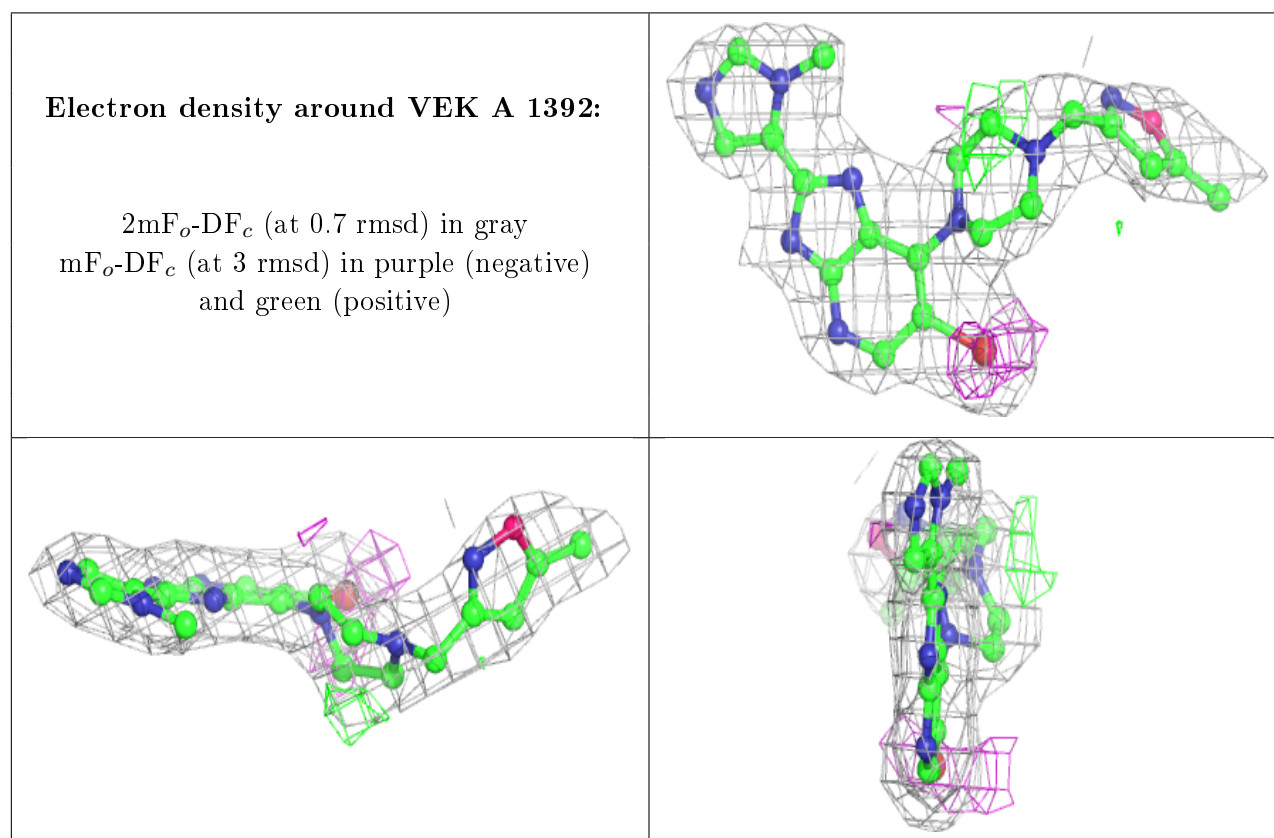 Electron density around VEK A 1392:
2mFo-DFc (at 0.7 rmsd) in gray
mFo-DFc (at 3 rmsd) in purple (negative)
and green (positive)